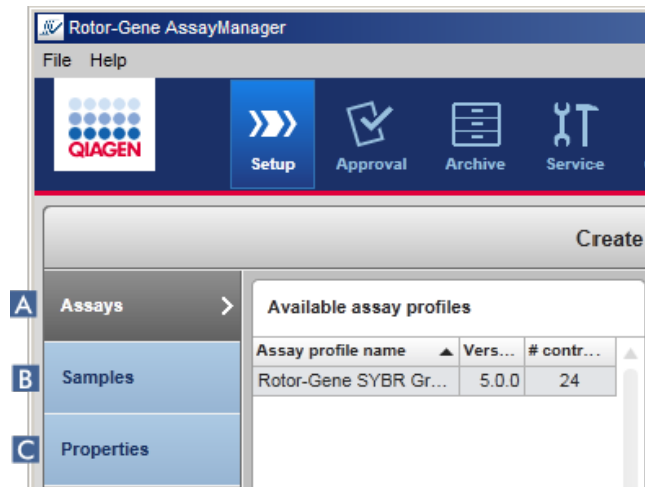 Rotor-Gene AssayManager
File Help
QIAGEN
Setup Approval Archive Service
Create
A Assays
Available assay profiles
Assay profile name Vers... # contr...
Rotor-Gene SYBR Gr... 5.0.0 24
B Samples
C Properties